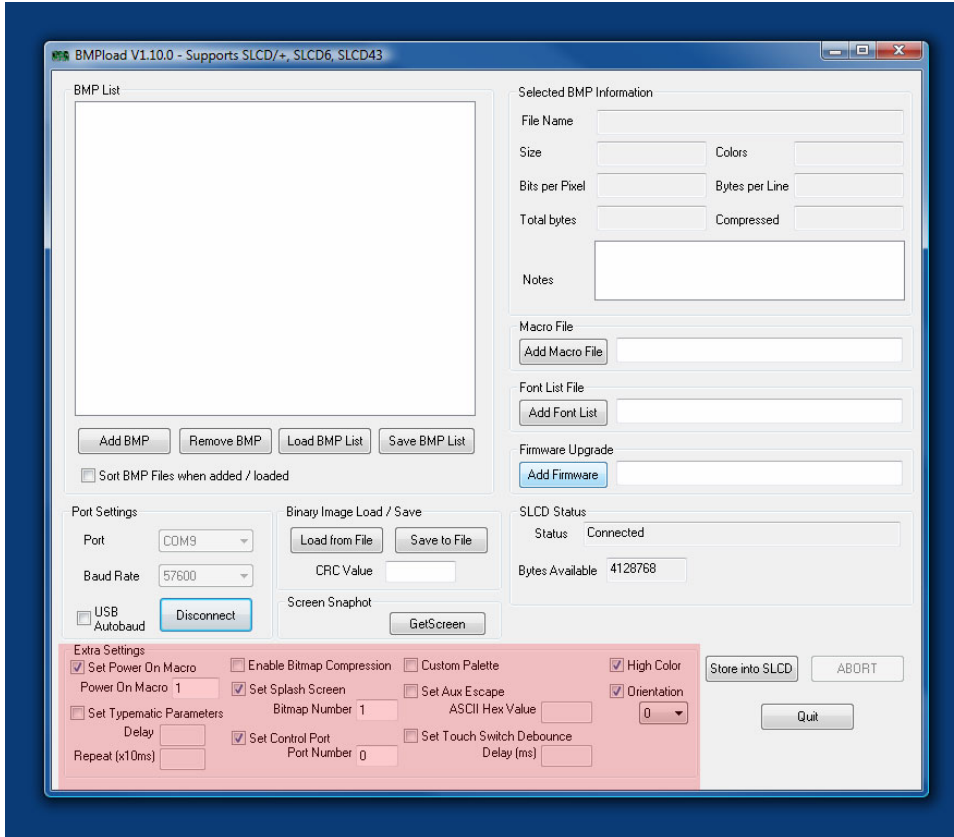 BMPload V1.10.0 - Supports SLCD/+, SLCD6, SLCD43
BMP List
Add BMP Remove BMP Load BMP List Save BMP List
Sort BMP Files when added / loaded
Selected BMP Information
File Name
Size Colors
Bits per Pixel Bytes per Line
Total bytes Compressed
Notes
Macro File
Add Macro File
Font List File
Add Font List
Firmware Upgrade
Add Firmware
Port Settings
Port COM9
Baud Rate 57600
USB
Autobaud
Disconnect
Binary Image Load / Save
Load from File Save to File
CRC Value
Screen Snaphot
GetScreen
SLCD Status
Status Connected
Bytes Available 4128768
Extra Settings
Set Power On Macro
Power On Macro 1
Set Typematic Parameters
Delay
Repeat (x10ms)
Enable Bitmap Compression
Set Splash Screen
Bitmap Number 1
Set Control Port
Port Number 0
Custom Palette
Set Aux Escape
ASCII Hex Value
Set Touch Switch Debounce
Delay (ms)
High Color
Orientation
0
Store into SLCD ABORT
Quit